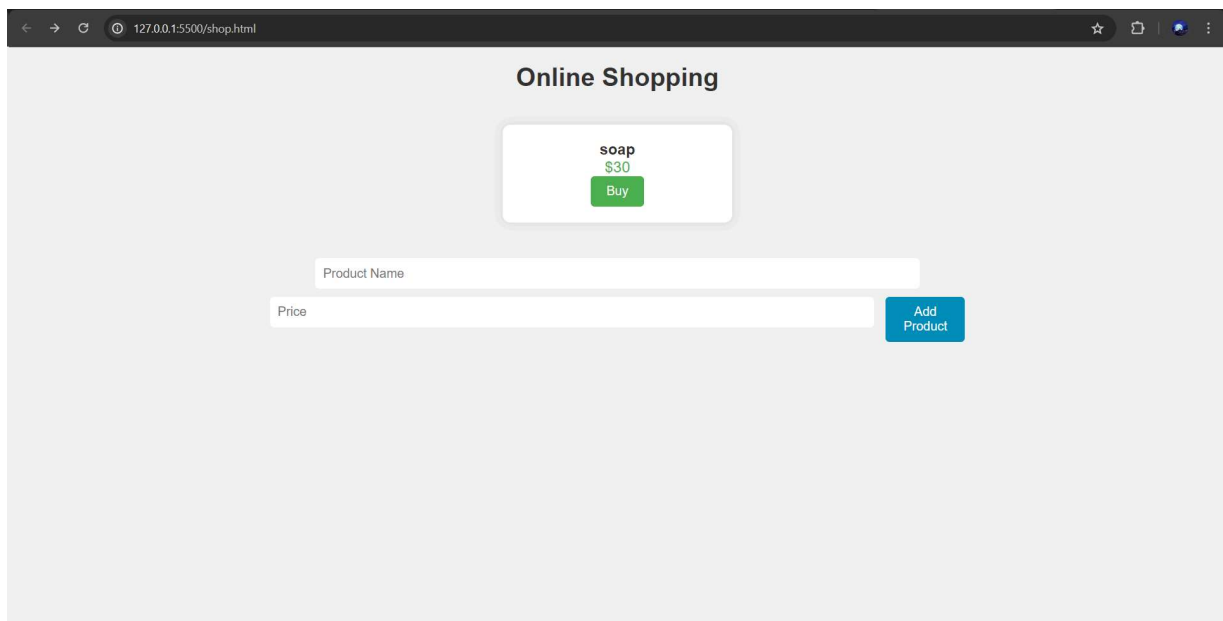 127.0.0.1:5500/shop.html
Online Shopping
soap
$30
Buy
Product Name
Price
Add
Product